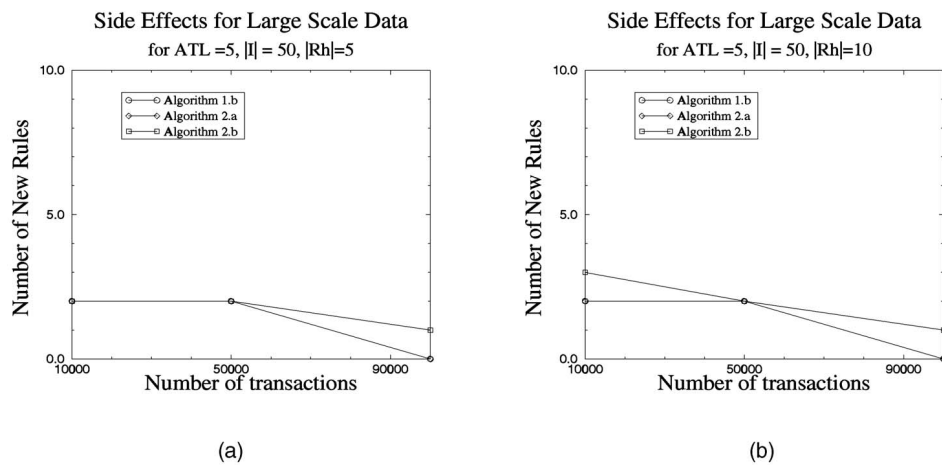 Side Effects for Large Scale Data
for ATL =5, |I| = 50, |Rh|=5
10.0
5.0
0.0
Number of New Rules
Algorithm 1.b
Algorithm 2.a
Algorithm 2.b
10000
50000
90000
Number of transactions
(a)
Side Effects for Large Scale Data
for ATL =5, |I| = 50, |Rh|=10
10.0
5.0
0.0
Number of New Rules
Algorithm 1.b
Algorithm 2.a
Algorithm 2.b
10000
50000
90000
Number of transactions
(b)